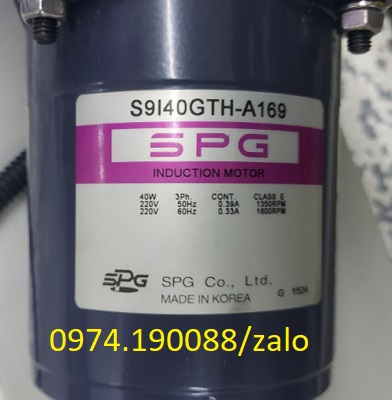 S9I40GTH-A169
SPG
INDUCTION MOTOR
40W 3Ph. CONT. CLASS E
220V 50Hz 0.39A 1350RPM
220V 60Hz 0.33A 1600RPM
SPG SPG Co., Ltd.
MADE IN KOREA G Y504
0974.190088/zalo